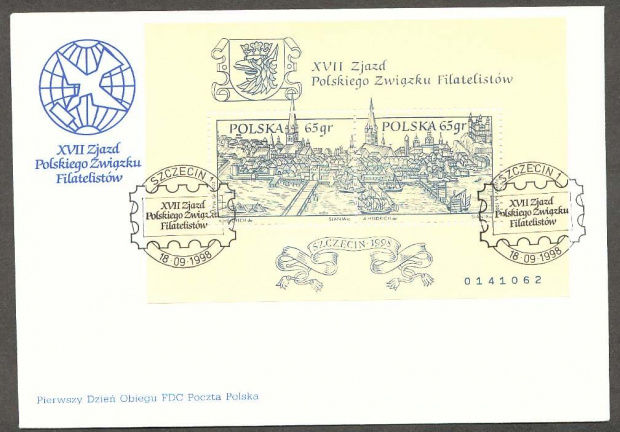 XVII Zjazd
Polskiego Związku
Filatelistów
XVII Zjazd
Polskiego Związku Filatelistów
POLSKA 65gr
POLSKA 65gr
SZCZECIN 1
XVII Zjazd
Polskiego Związku
Filatelistów
18·09·1998
SZCZECIN 1
XVII Zjazd
Polskiego Związku
Filatelistów
18·09·1998
SZCZECIN 1998
0141062
Pierwszy Dzień Obiegu FDC Poczta Polska